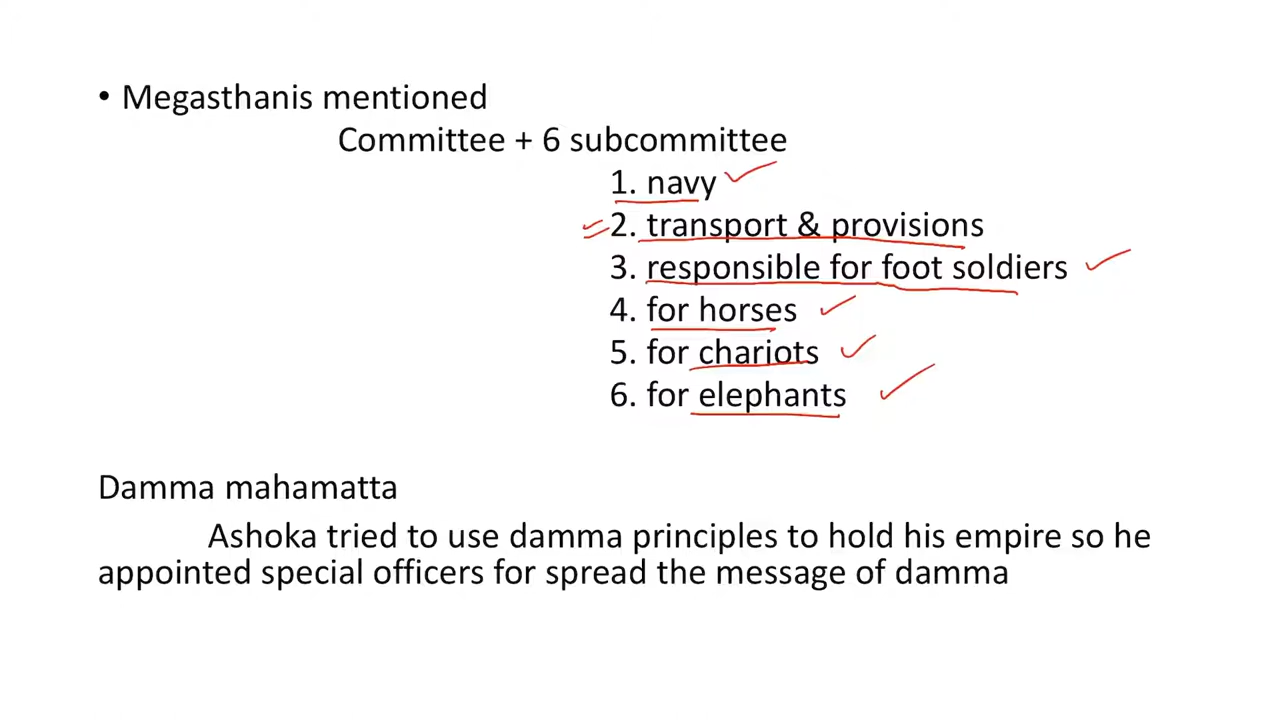 • Megasthanis mentioned
Committee + 6 subcommittee
1. navy
2. transport & provisions
3. responsible for foot soldiers
4. for horses
5. for chariots
6. for elephants
Damma mahamatta
Ashoka tried to use damma principles to hold his empire so he
appointed special officers for spread the message of damma